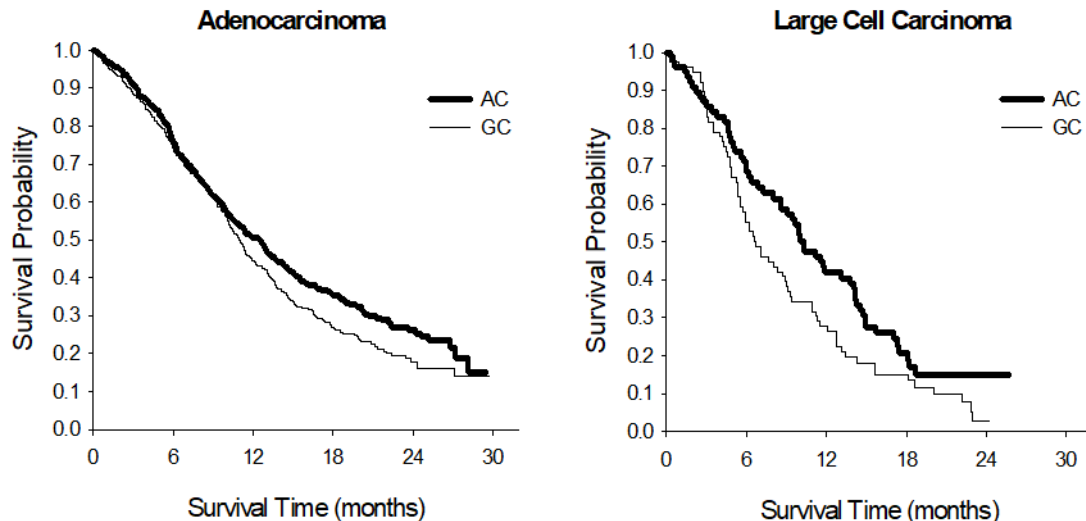 Adenocarcinoma
1.0
0.9
0.8
0.7
0.6
0.5
0.4
0.3
0.2
0.1
0.0
0 6 12 18 24 30
Survival Probability
Survival Time (months)
AC
GC
Large Cell Carcinoma
1.0
0.9
0.8
0.7
0.6
0.5
0.4
0.3
0.2
0.1
0.0
0 6 12 18 24 30
Survival Probability
Survival Time (months)
AC
GC